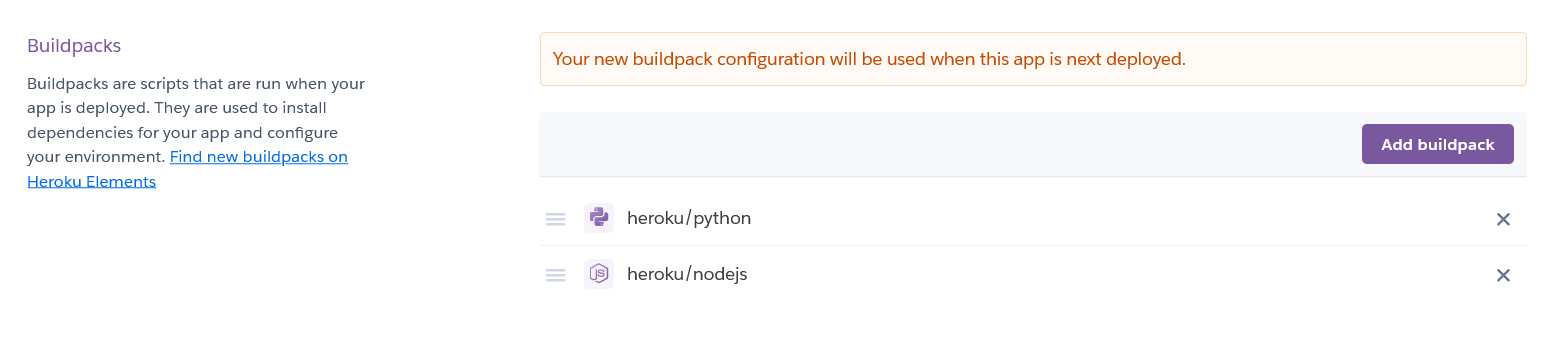 Buildpacks
Buildpacks are scripts that are run when your
app is deployed. They are used to install
dependencies for your app and configure
your environment. Find new buildpacks on
Heroku Elements
Your new buildpack configuration will be used when this app is next deployed.
Add buildpack
heroku/python
heroku/nodejs